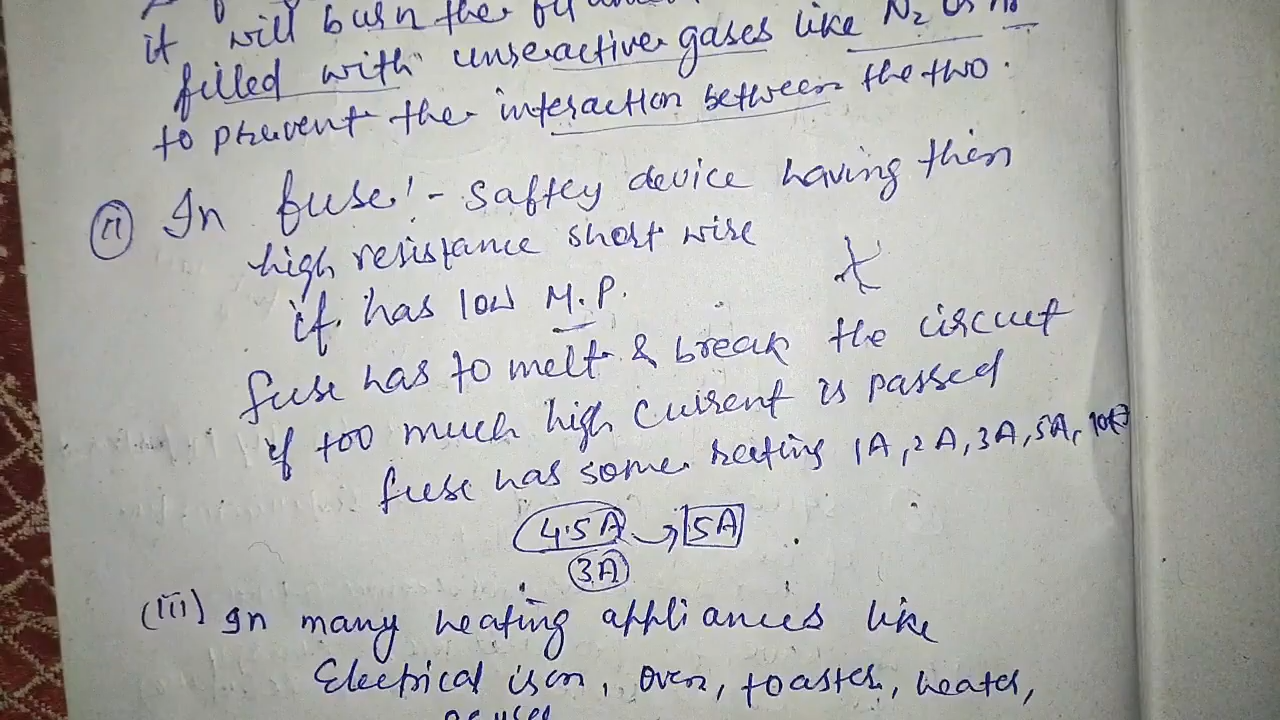 it will burn the
filled with unreactive gases like N2 or
to prevent the interaction between the two.
(ii) In fuse:- Saftey device having thin
high resistance short wire
it has low M.P.
fuse has to melt & break the circuit
if too much high current is passed
fuse has some rating 1A, 2A, 3A, 5A, 10A
4.5A → 5A
3A
(iii) In many heating appliances like
Electrical iron, oven, toaster, heater,